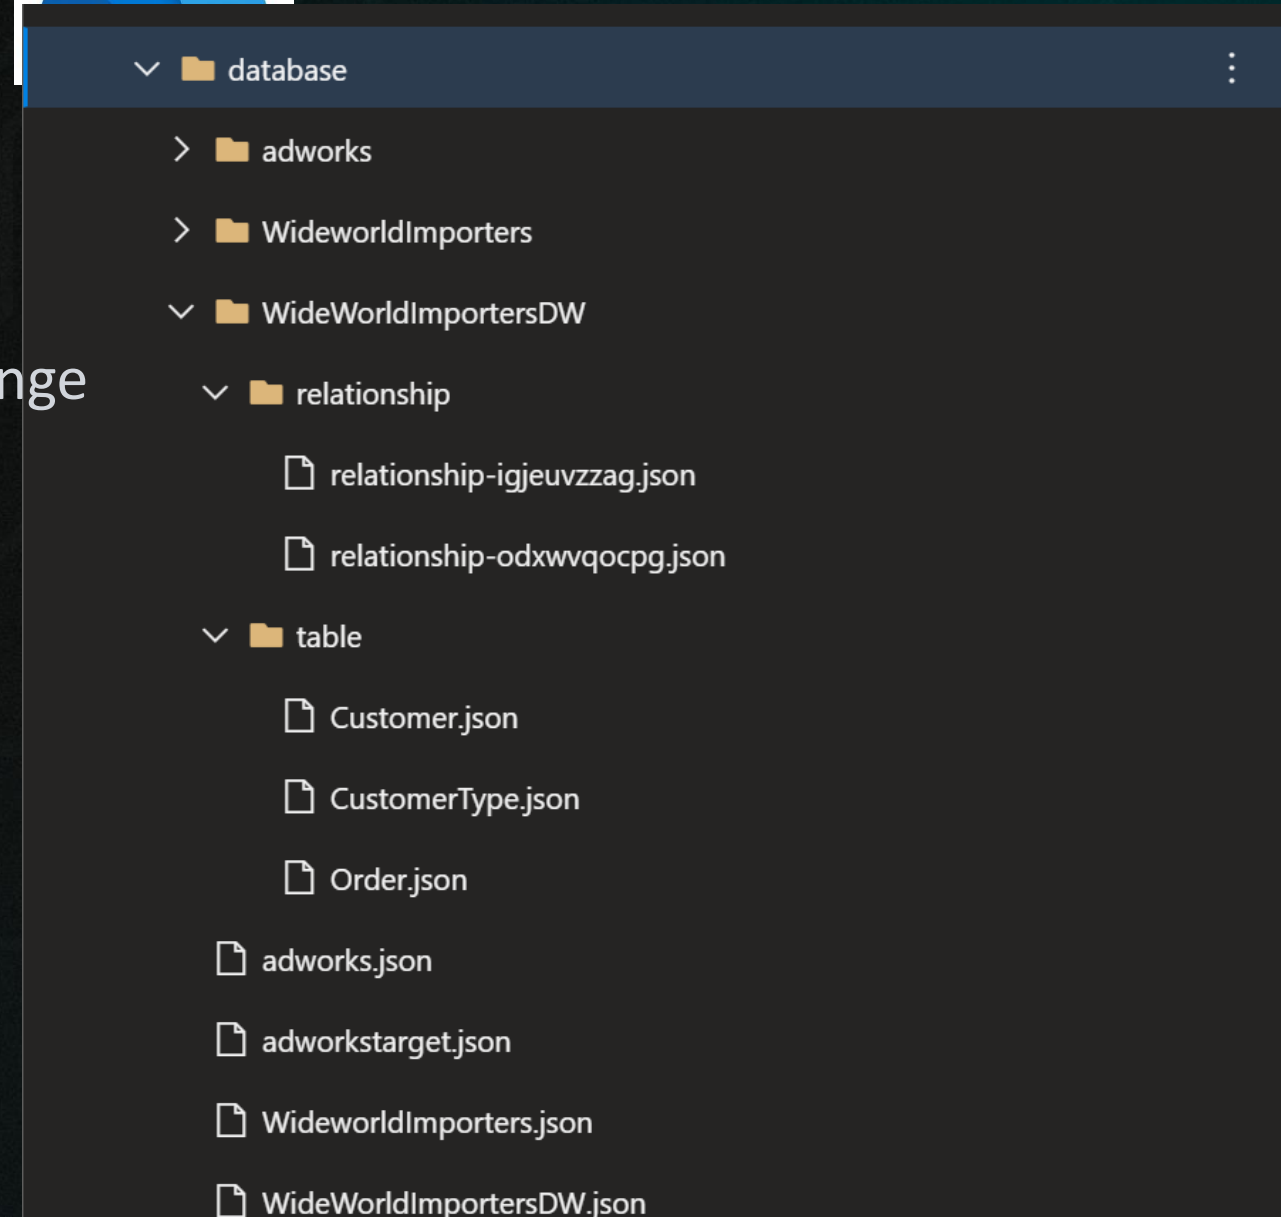 database
adworks
WideworldImporters
WideWorldImportersDW
nge
relationship
relationship-igjeuvzzag.json
relationship-odxwvqocpg.json
table
Customer.json
CustomerType.json
Order.json
adworks.json
adworkstarget.json
WideworldImporters.json
WideWorldImportersDW.json